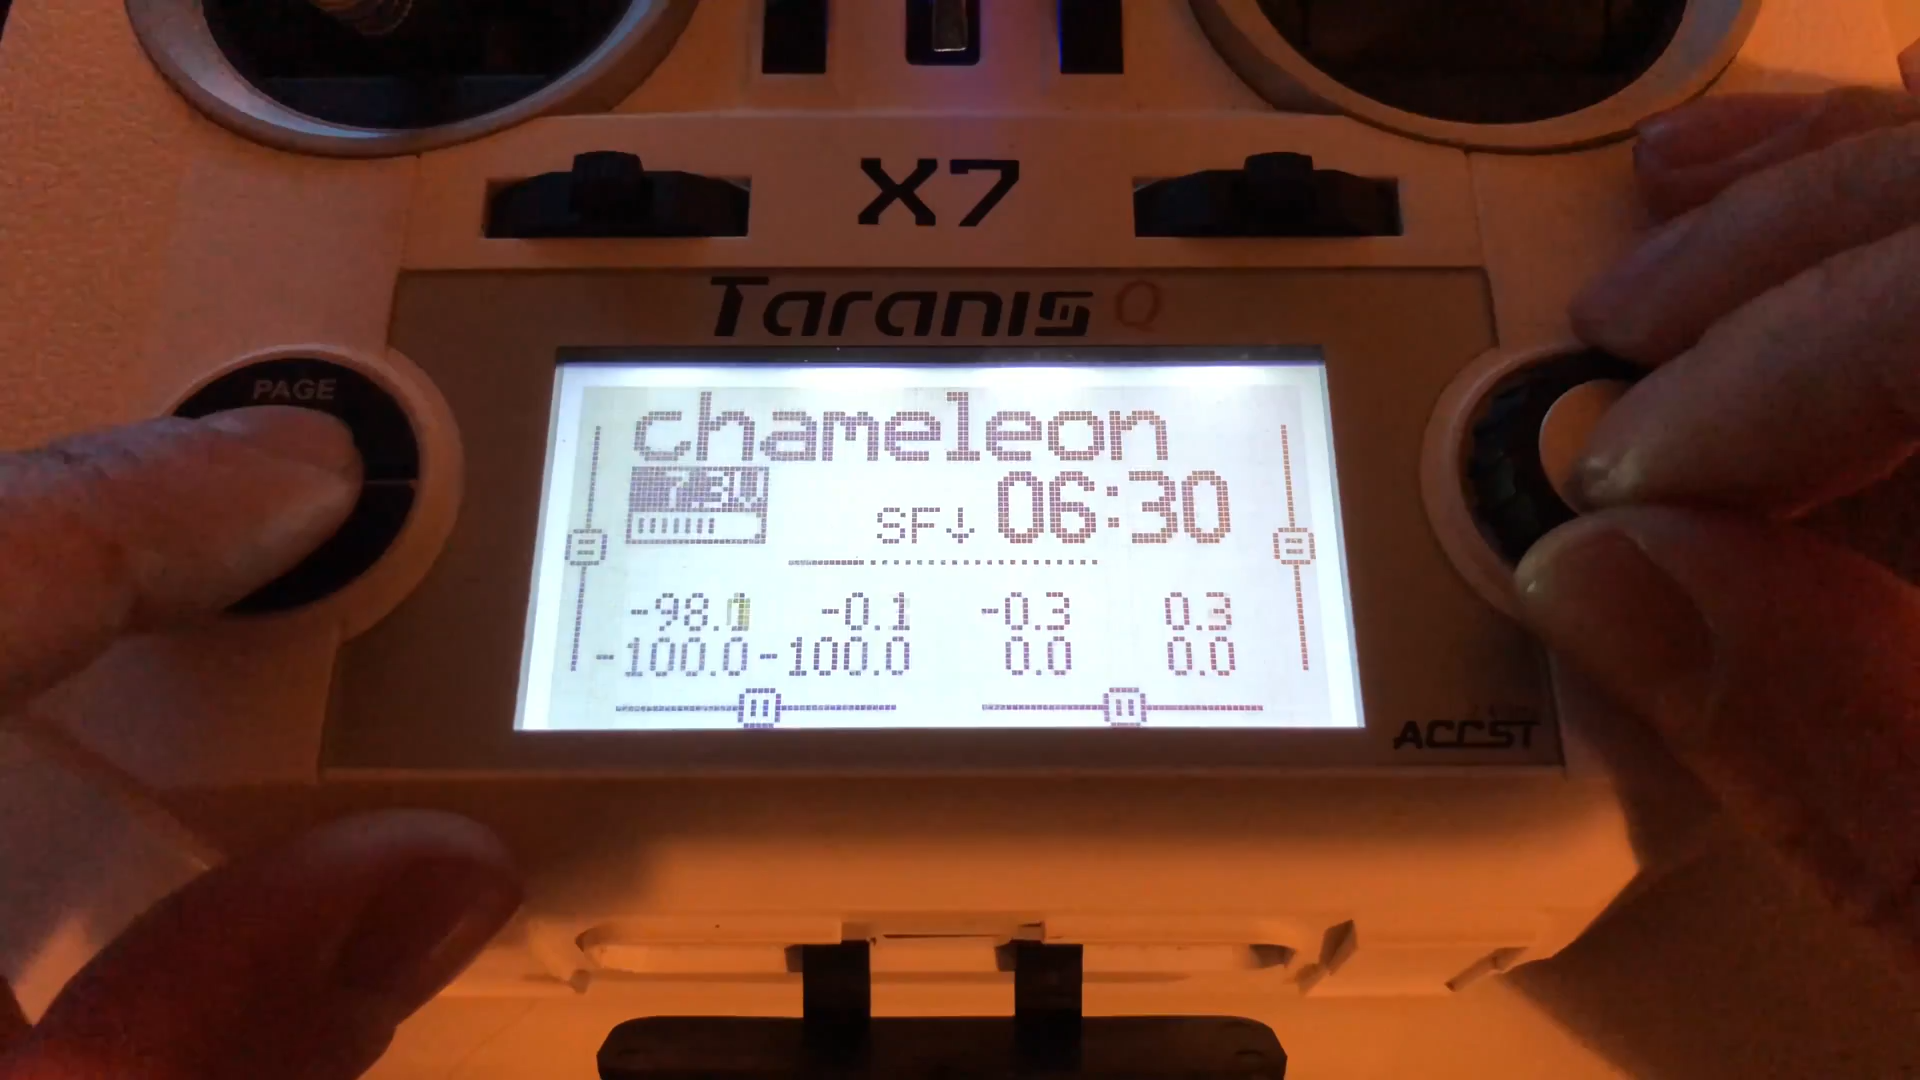 X7
Taranis Q
PAGE
chameleon
SF↓ 06:30
-98.1 -0.1 -0.3 0.3
-100.0 -100.0 0.0 0.0
ACCST